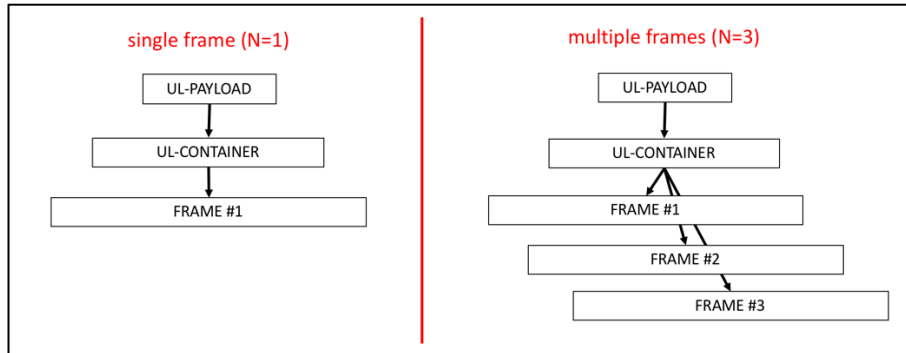 single frame (N=1)
UL-PAYLOAD
UL-CONTAINER
FRAME #1
multiple frames (N=3)
UL-PAYLOAD
UL-CONTAINER
FRAME #1
FRAME #2
FRAME #3